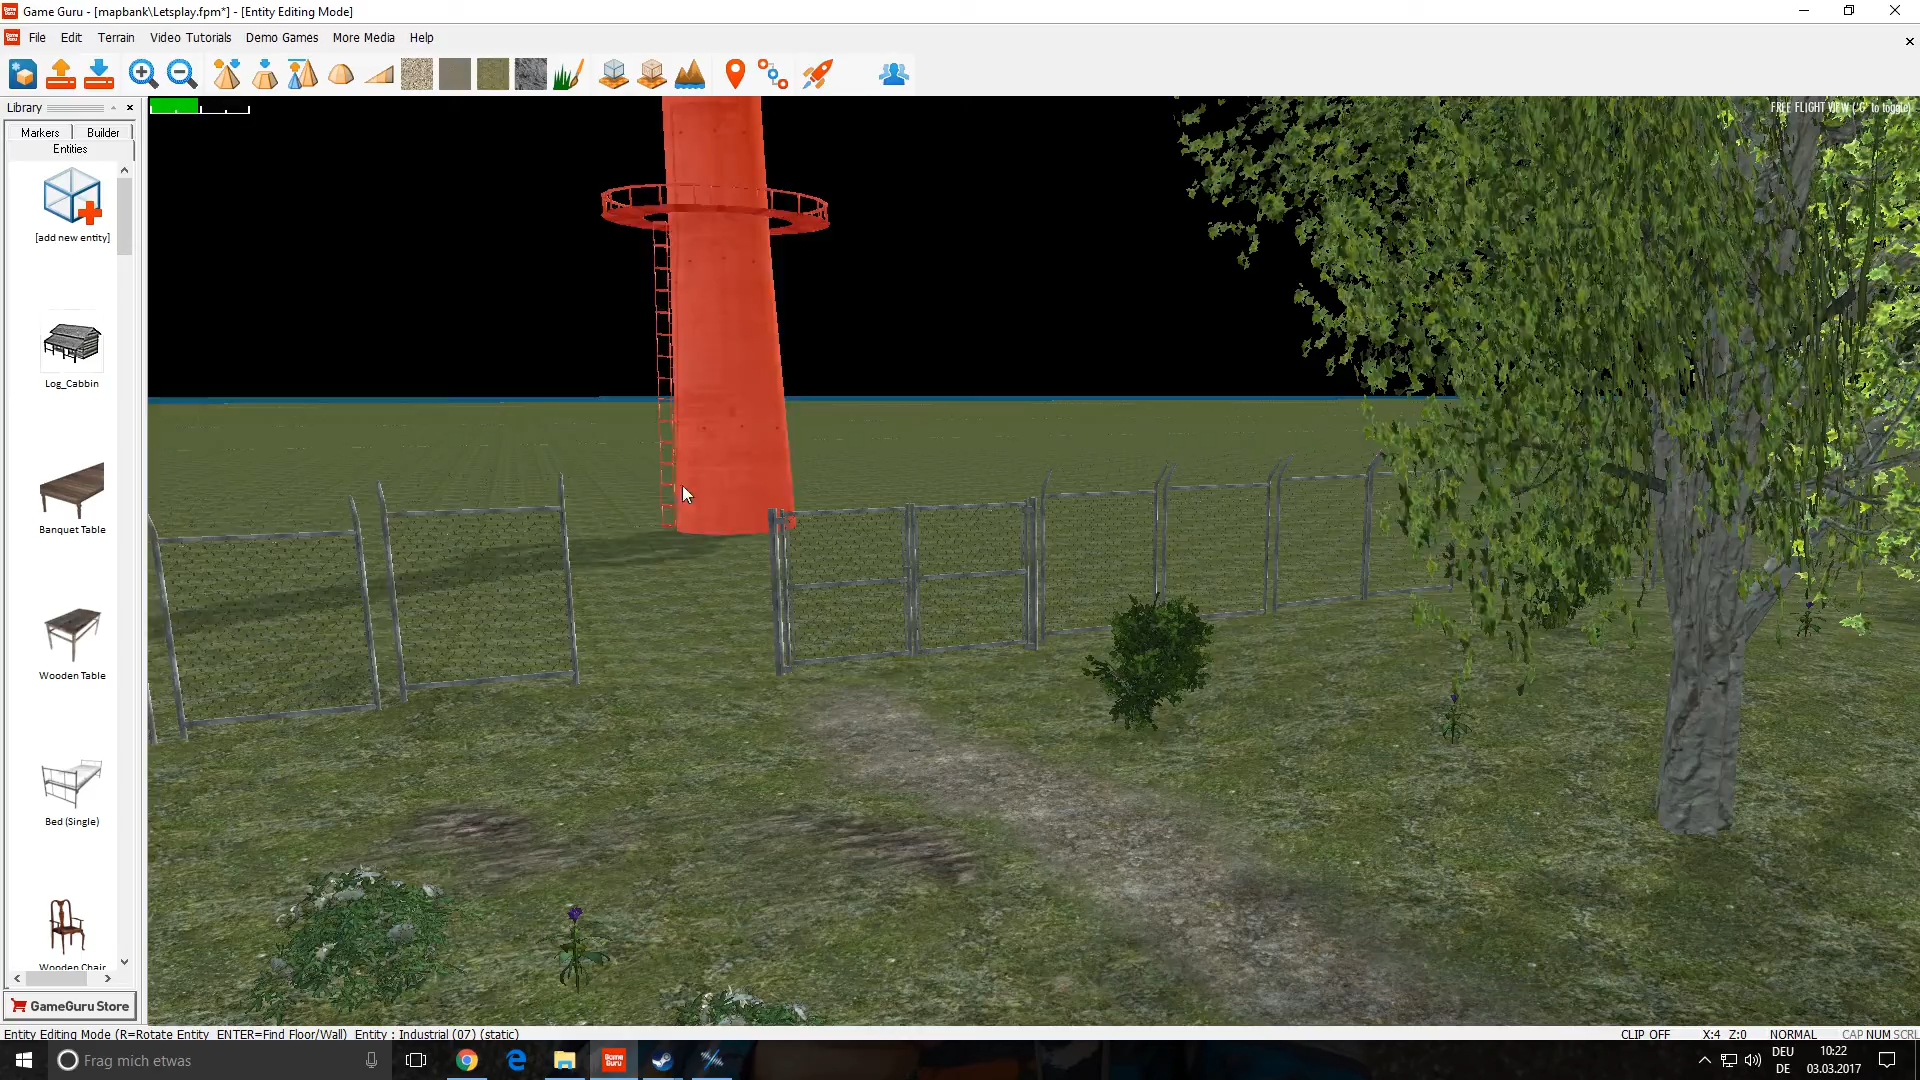 Game Guru - [mapbank\Letsplay.fpm*] - [Entity Editing Mode]
File Edit Terrain Video Tutorials Demo Games More Media Help
Library
FREE FLIGHT VIEW ('G' to toggle)
Markers Builder
Entities
[add new entity]
Log_Cabbin
Banquet Table
Wooden Table
Bed (Single)
Wooden Chair
GameGuru Store
Entity Editing Mode (R=Rotate Entity ENTER=Find Floor/Wall) Entity : Industrial (07) (static)
CLIP OFF X:4 Z:0 NORMAL CAP NUM SCRL
Frag mich etwas
Game Guru
DEU 10:22
DE 03.03.2017